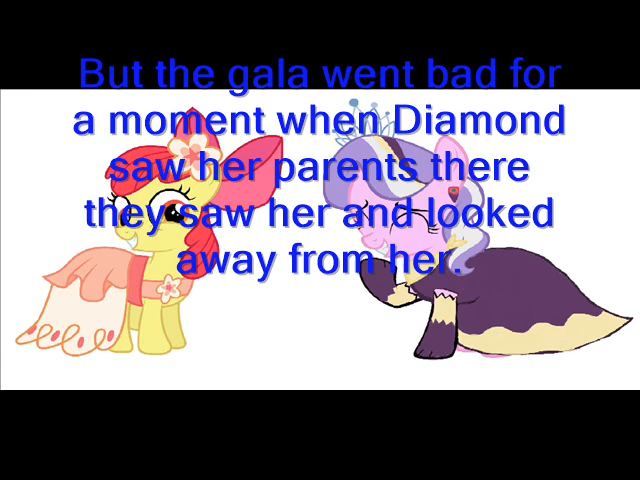 But the gala went bad for
a moment when Diamond
saw her parents there
they saw her and looked
away from her.